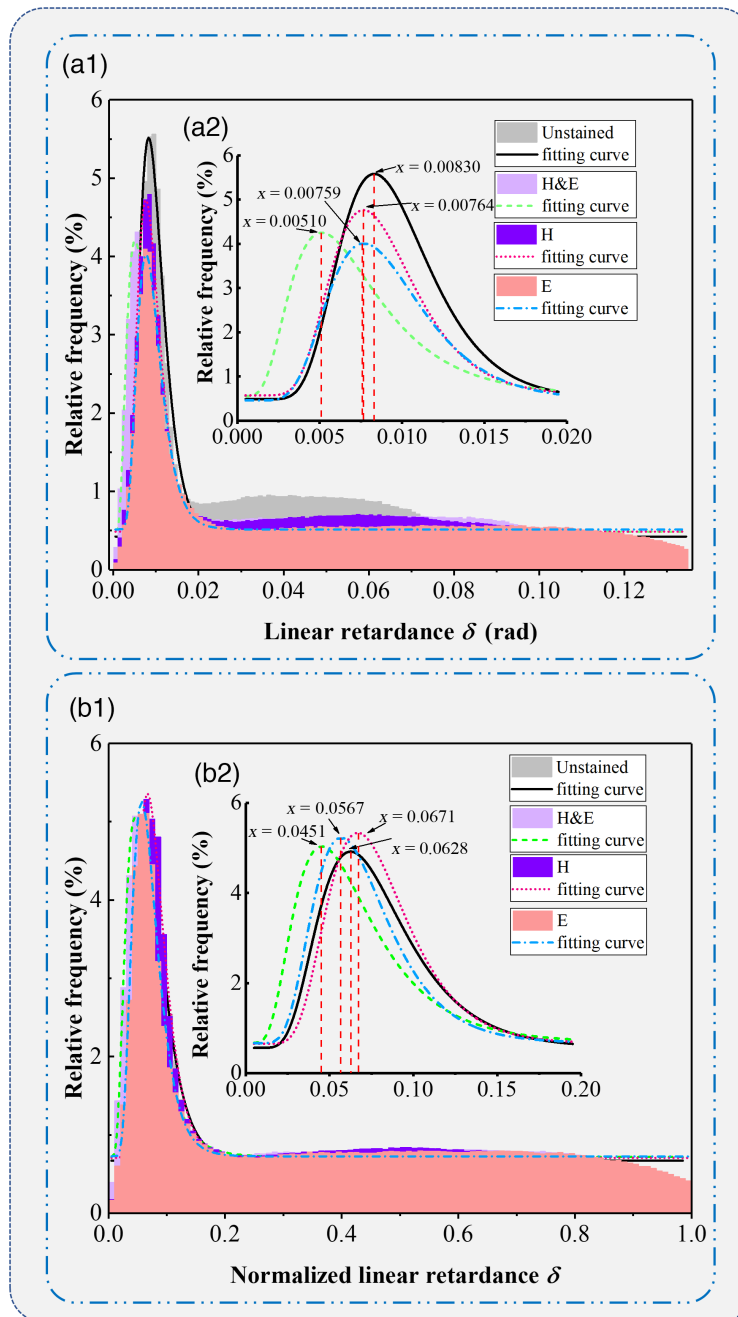 (a1)
(a2)
Unstained
fitting curve
H&E
fitting curve
H
fitting curve
E
fitting curve
x = 0.00830
x = 0.00759
x = 0.00764
x = 0.00510
Relative frequency (%)
6
5
4
3
2
1
0
0.000 0.005 0.010 0.015 0.020
Relative frequency (%)
6
5
4
3
2
1
0
0.00 0.02 0.04 0.06 0.08 0.10 0.12
Linear retardance δ (rad)
(b1)
(b2)
Unstained
fitting curve
H&E
fitting curve
H
fitting curve
E
fitting curve
x = 0.0567
x = 0.0671
x = 0.0451
x = 0.0628
Relative frequency (%)
6
4
2
0
0.00 0.05 0.10 0.15 0.20
Relative frequency (%)
6
4
2
0
0.0 0.2 0.4 0.6 0.8 1.0
Normalized linear retardance δ